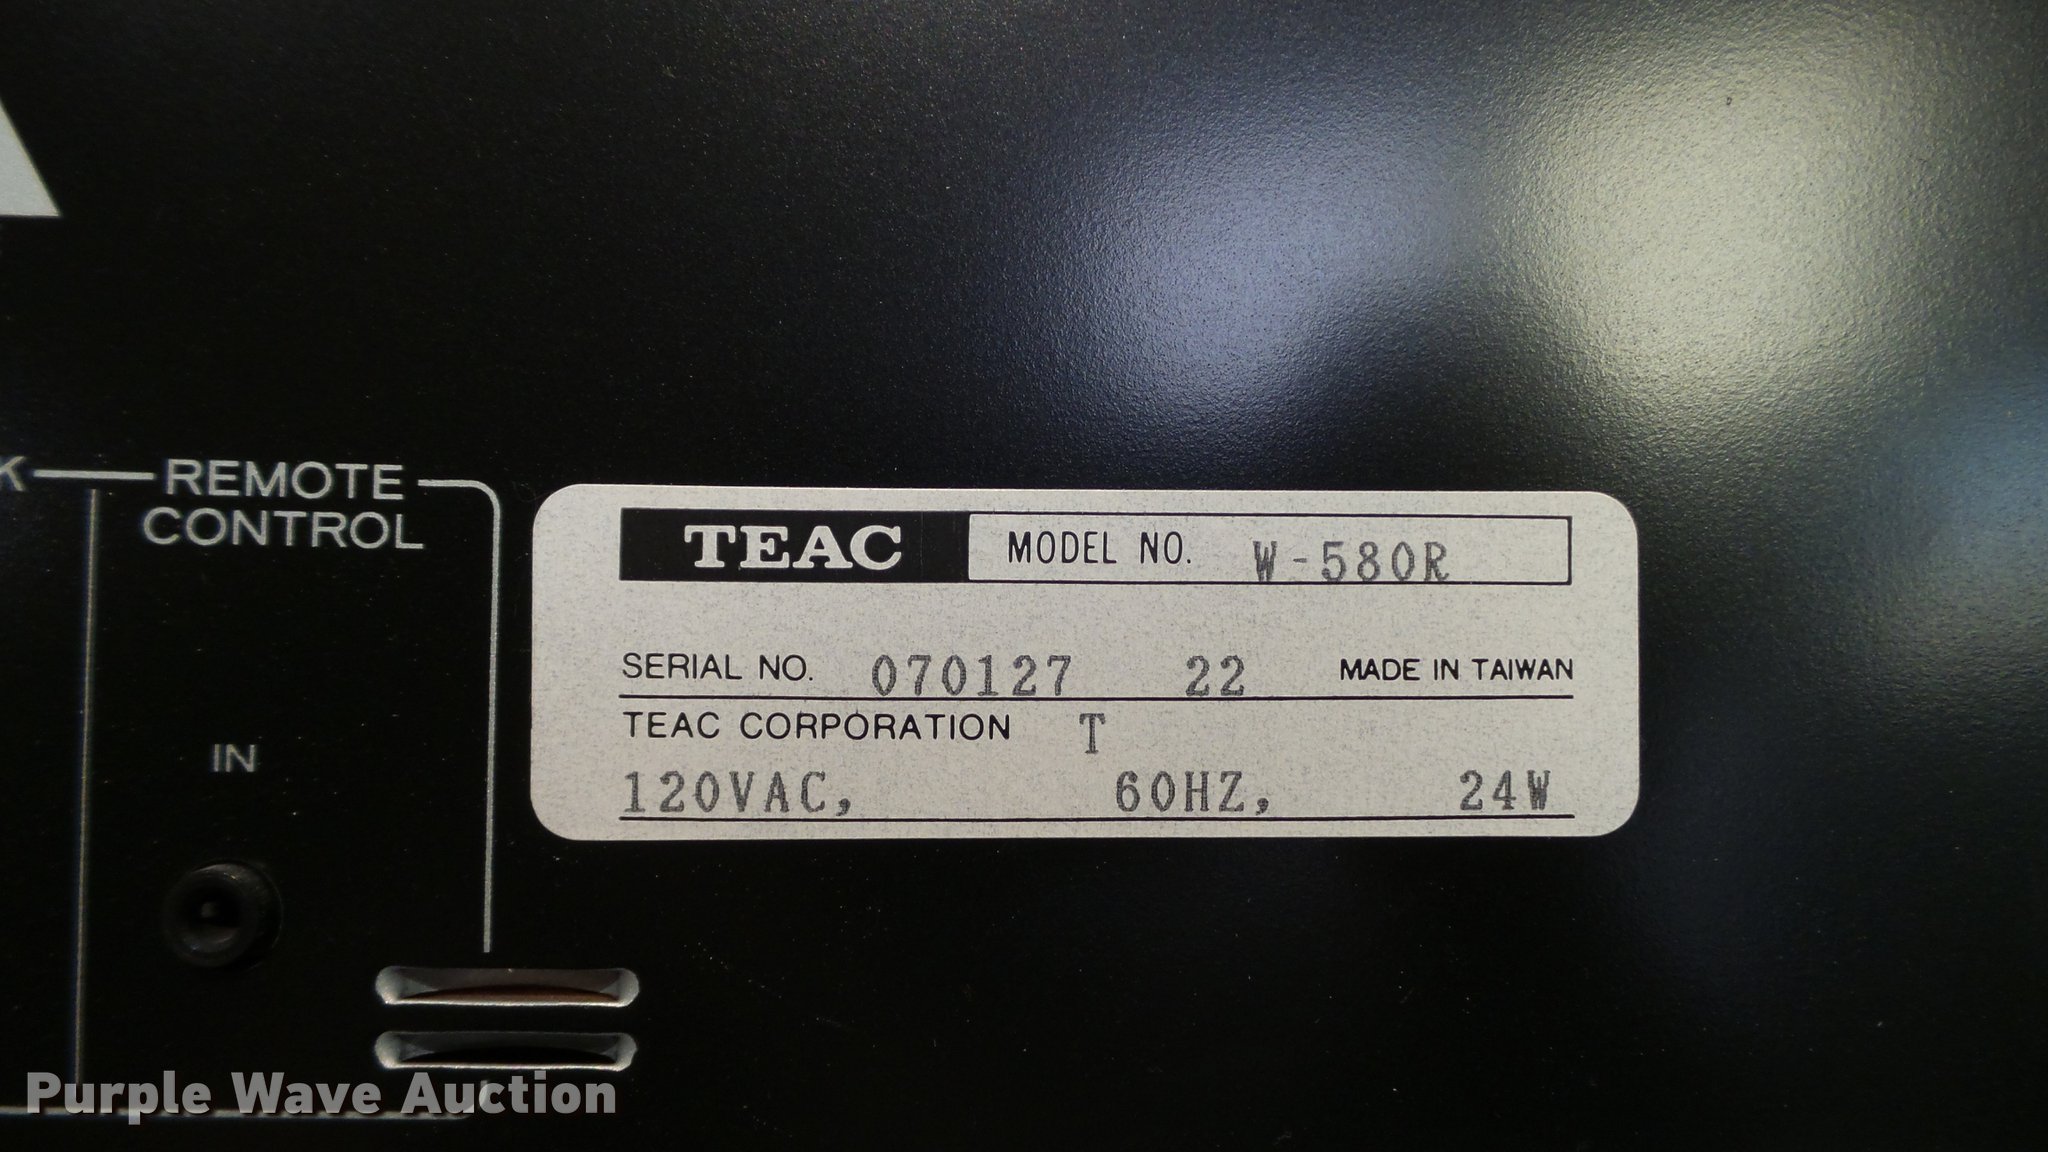 K
REMOTE
CONTROL
IN
TEAC MODEL NO. W-580R
SERIAL NO. 070127 22 MADE IN TAIWAN
TEAC CORPORATION T
120VAC, 60HZ, 24W
Purple Wave Auction